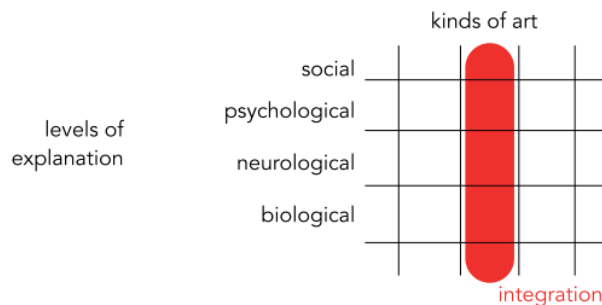 kinds of art
social
psychological
levels of
explanation
neurological
biological
integration